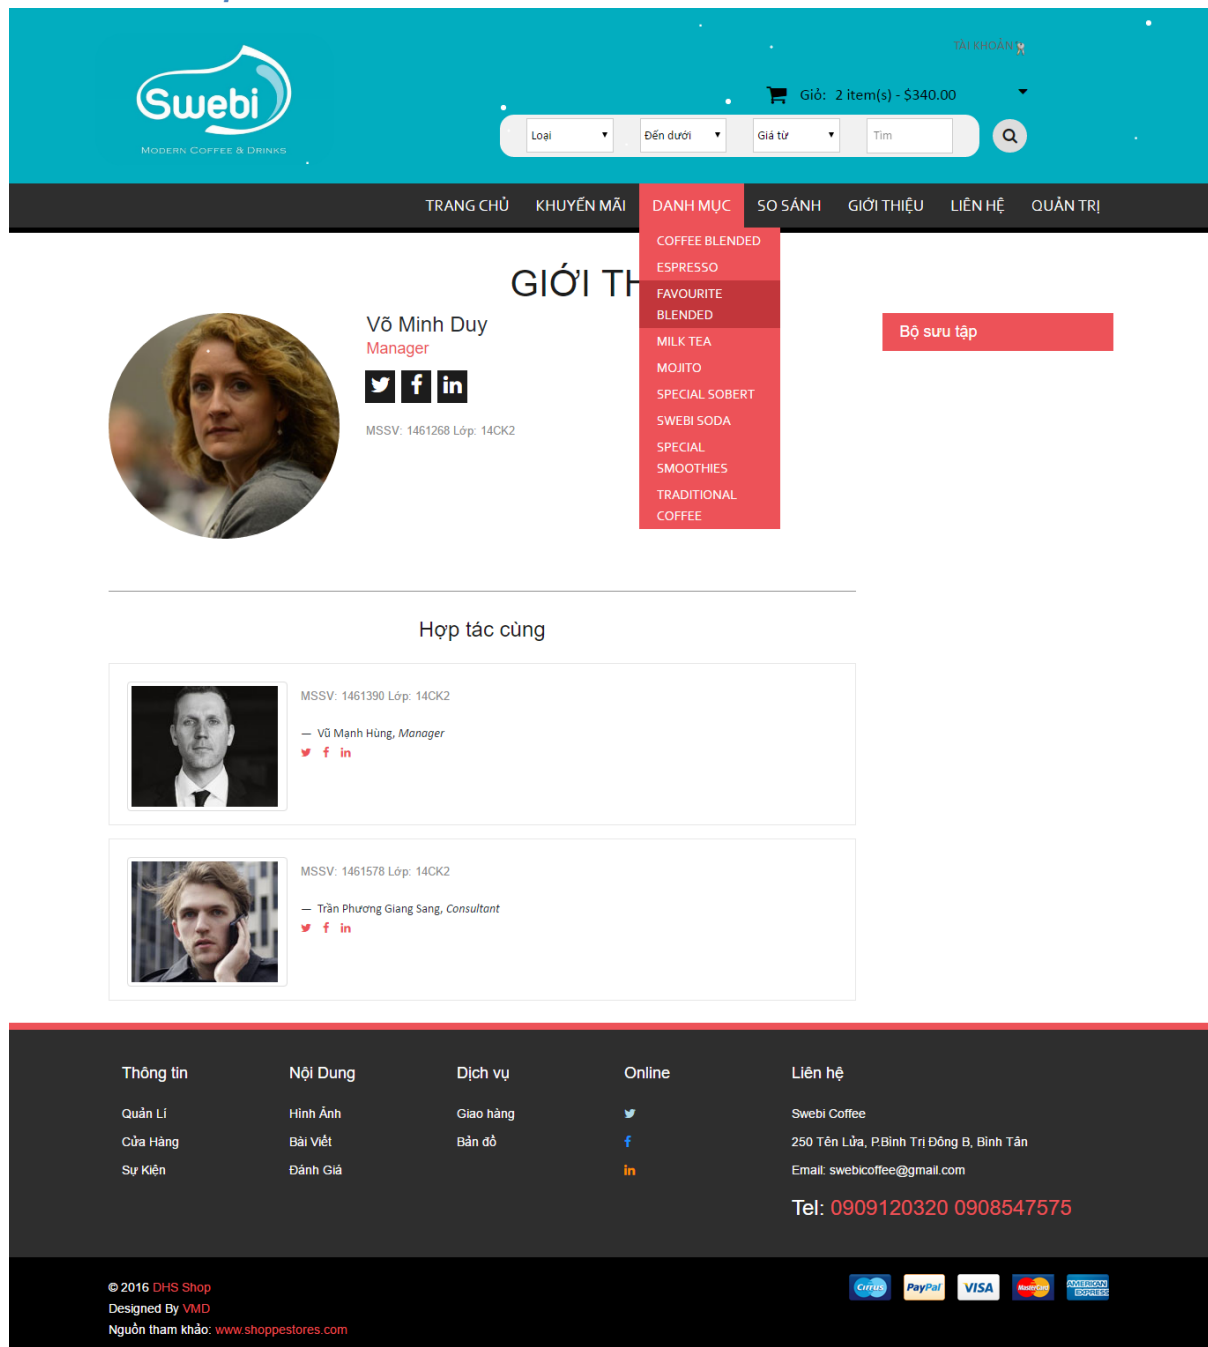 Swebi
MODERN COFFEE & DRINKS
TÀI KHOẢN
Giỏ: 2 item(s) - $340.00
Loại
Đến dưới
Giá từ
Tìm
TRANG CHỦ KHUYẾN MÃI DANH MỤC SO SÁNH GIỚI THIỆU LIÊN HỆ QUẢN TRỊ
COFFEE BLENDED
ESPRESSO
FAVOURITE
BLENDED
MILK TEA
MOJITO
SPECIAL SOBERT
SWEBI SODA
SPECIAL
SMOOTHIES
TRADITIONAL
COFFEE
GIỚI TH
Võ Minh Duy
Manager
MSSV: 1461268 Lớp: 14CK2
Bộ sưu tập
Hợp tác cùng
MSSV: 1461390 Lớp: 14CK2
— Vũ Mạnh Hùng, Manager
MSSV: 1461578 Lớp: 14CK2
— Trần Phương Giang Sang, Consultant
Thông tin
Quản Lí
Cửa Hàng
Sự Kiện
Nội Dung
Hình Ảnh
Bài Viết
Đánh Giá
Dịch vụ
Giao hàng
Bản đồ
Online
Liên hệ
Swebi Coffee
250 Tên Lửa, P.Bình Trị Đông B, Bình Tân
Email: swebicoffee@gmail.com
Tel: 0909120320 0908547575
© 2016 DHS Shop
Designed By VMD
Nguồn tham khảo: www.shoppestores.com
Cirrus PayPal VISA MasterCard AMERICAN EXPRESS